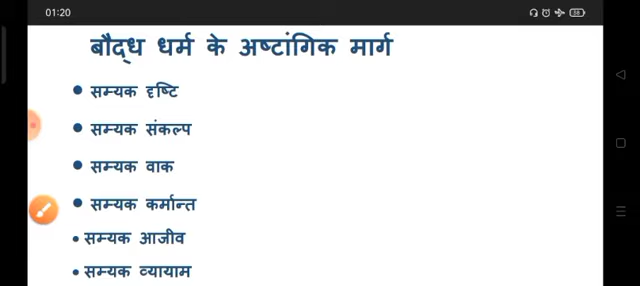 01:20
58
बौद्ध धर्म के अष्टांगिक मार्ग
• सम्यक दृष्टि
• सम्यक संकल्प
• सम्यक वाक
• सम्यक कर्मान्त
• सम्यक आजीव
• सम्यक व्यायाम